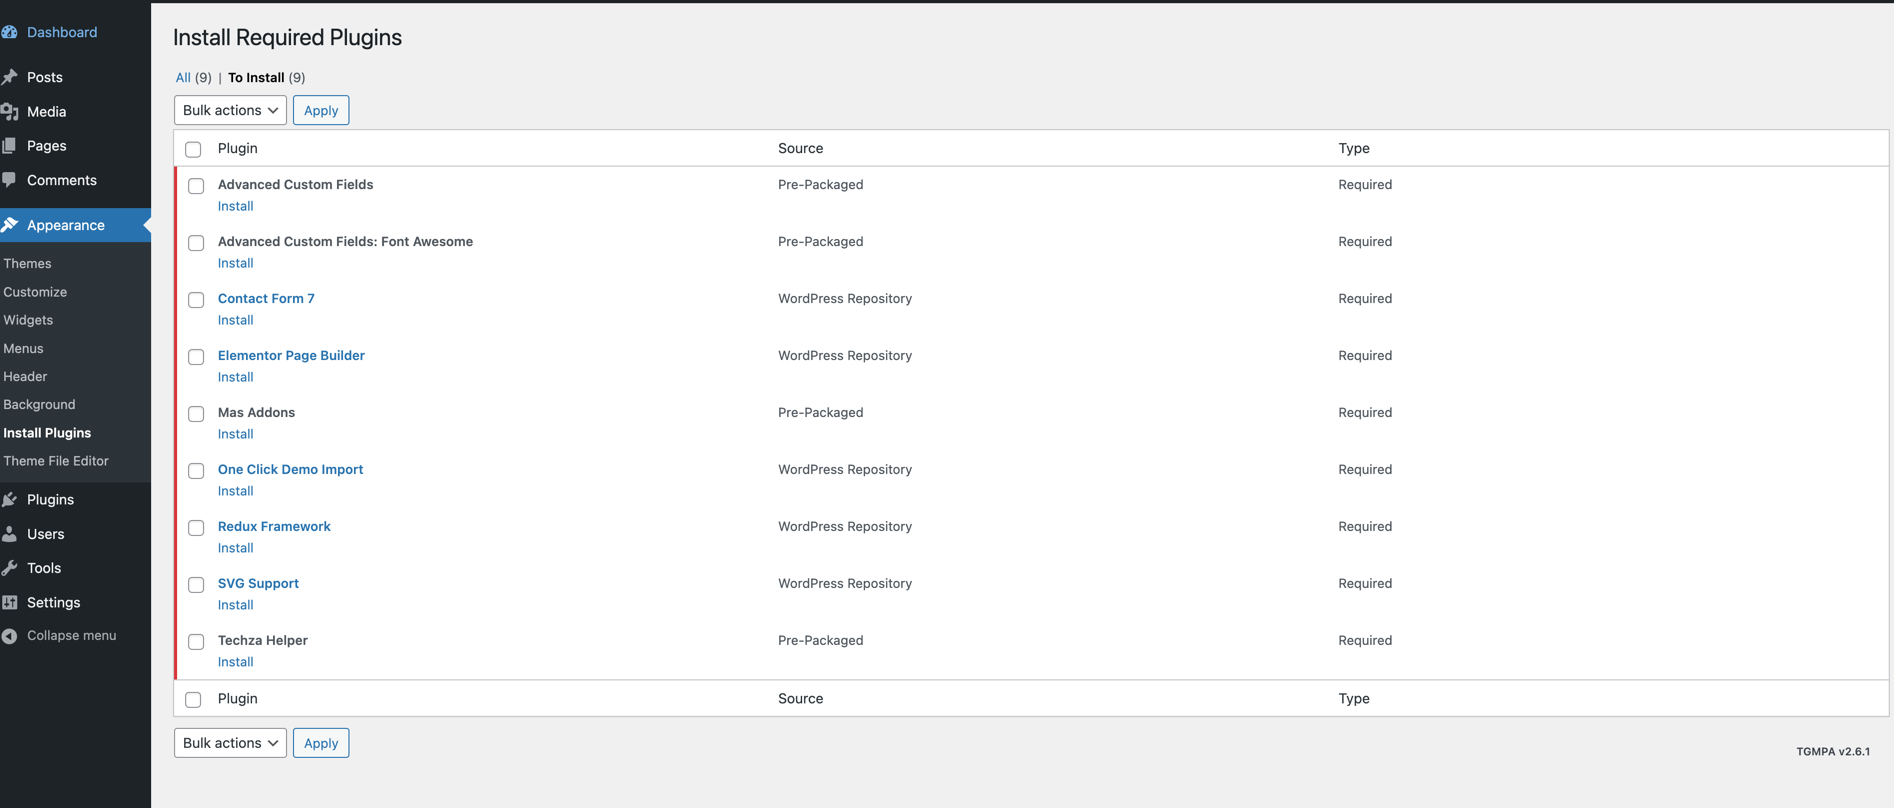 Dashboard
Posts
Media
Pages
Comments
Appearance
Themes
Customize
Widgets
Menus
Header
Background
Install Plugins
Theme File Editor
Plugins
Users
Tools
Settings
Collapse menu
Install Required Plugins
All (9) | To Install (9)
Bulk actions Apply
Plugin Source Type
Advanced Custom Fields Pre-Packaged Required
Install
Advanced Custom Fields: Font Awesome Pre-Packaged Required
Install
Contact Form 7 WordPress Repository Required
Install
Elementor Page Builder WordPress Repository Required
Install
Mas Addons Pre-Packaged Required
Install
One Click Demo Import WordPress Repository Required
Install
Redux Framework WordPress Repository Required
Install
SVG Support WordPress Repository Required
Install
Techza Helper Pre-Packaged Required
Install
Plugin Source Type
Bulk actions Apply
TGMPA v2.6.1